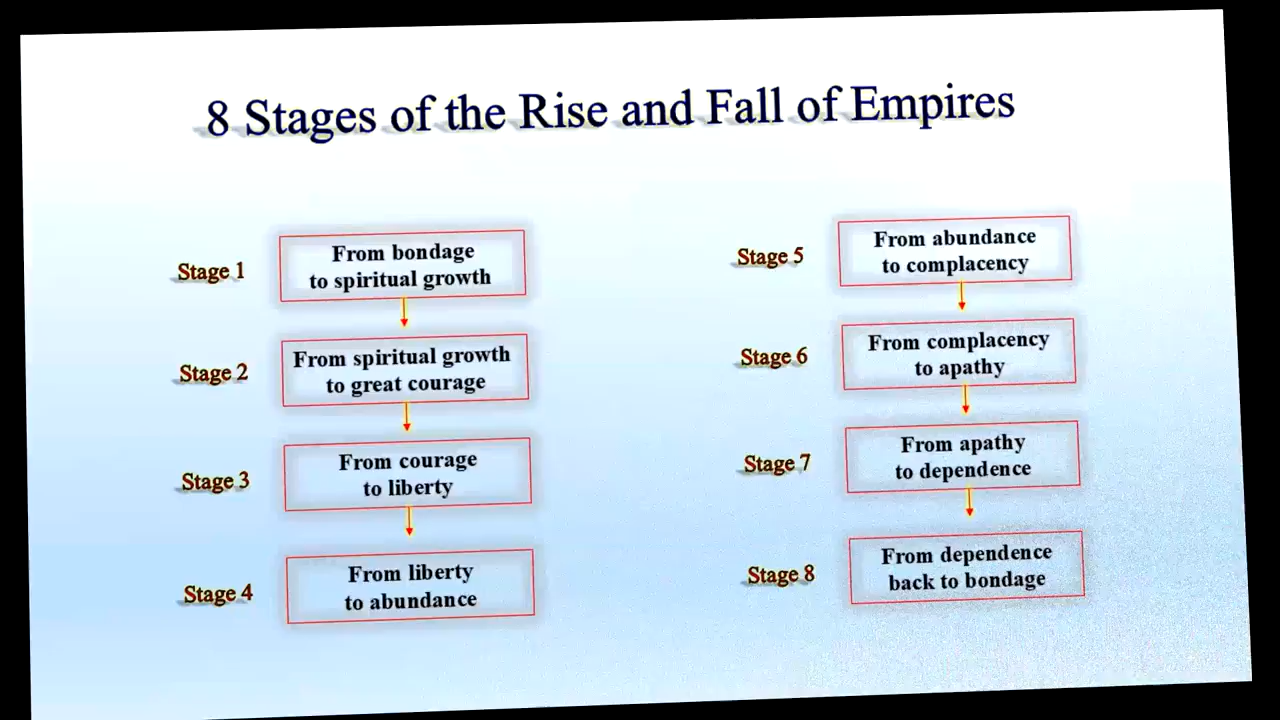 8 Stages of the Rise and Fall of Empires
Stage 1
From bondage
to spiritual growth
Stage 2
From spiritual growth
to great courage
Stage 3
From courage
to liberty
Stage 4
From liberty
to abundance
Stage 5
From abundance
to complacency
Stage 6
From complacency
to apathy
Stage 7
From apathy
to dependence
Stage 8
From dependence
back to bondage